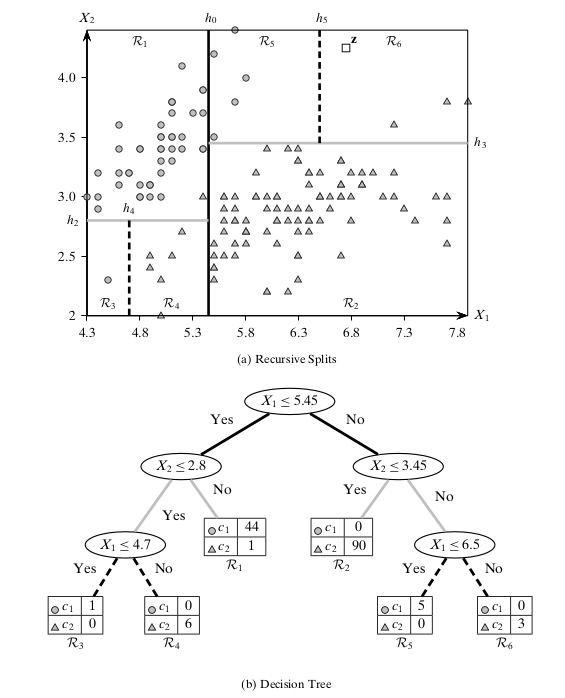 X2 h0 h5
R1 R5 z R6
4.0
3.5
h3
3.0
h4
h2
2.5
R3 R4 R2
2 X1
4.3 4.7 5.3 5.8 6.3 6.8 7.3 7.8
(a) Recursive Splits
X1 ≤ 5.45
Yes No
X2 ≤ 2.8 X2 ≤ 3.45
No Yes No
Yes
c1 44 c1 0
c2 1 c2 90
X1 ≤ 4.7 R1 R2 X1 ≤ 6.5
Yes No Yes No
c1 1 c1 0 c1 5 c1 0
c2 0 c2 6 c2 0 c2 3
R3 R4 R5 R6
(b) Decision Tree